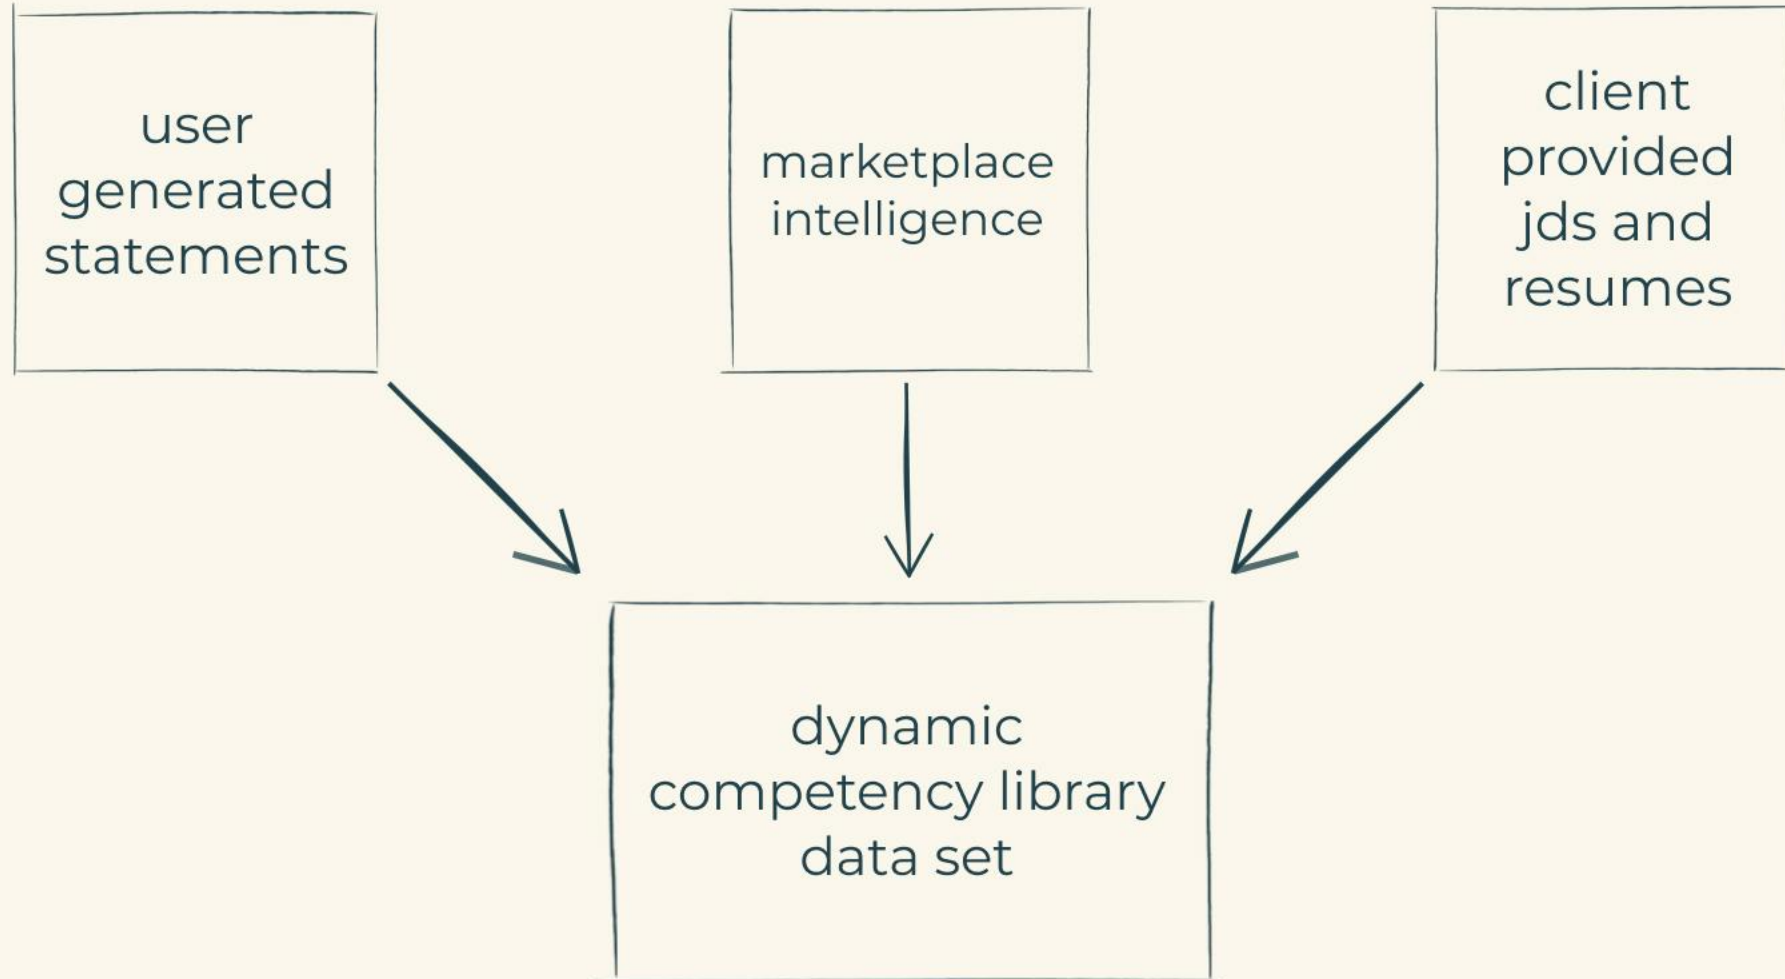 user
generated
statements
marketplace
intelligence
client
provided
jds and
resumes
dynamic
competency library
data set